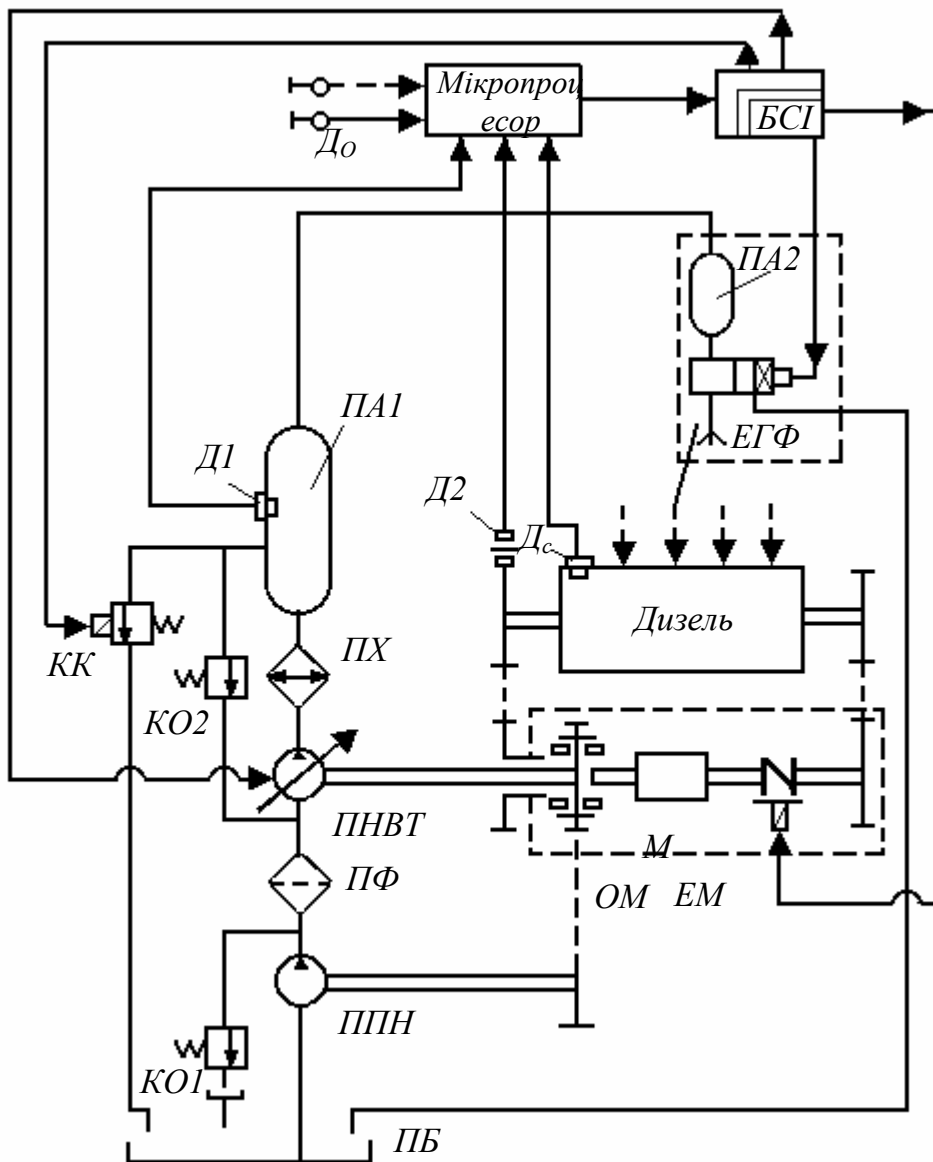 Мікропроц
есор
БСІ
До
ПА2
ПА1
ЕГФ
Д1
Д2
Дс
Дизель
ПХ
КК
КО2
ПНВТ
М
ПФ
ОМ ЕМ
ППН
КО1
ПБ